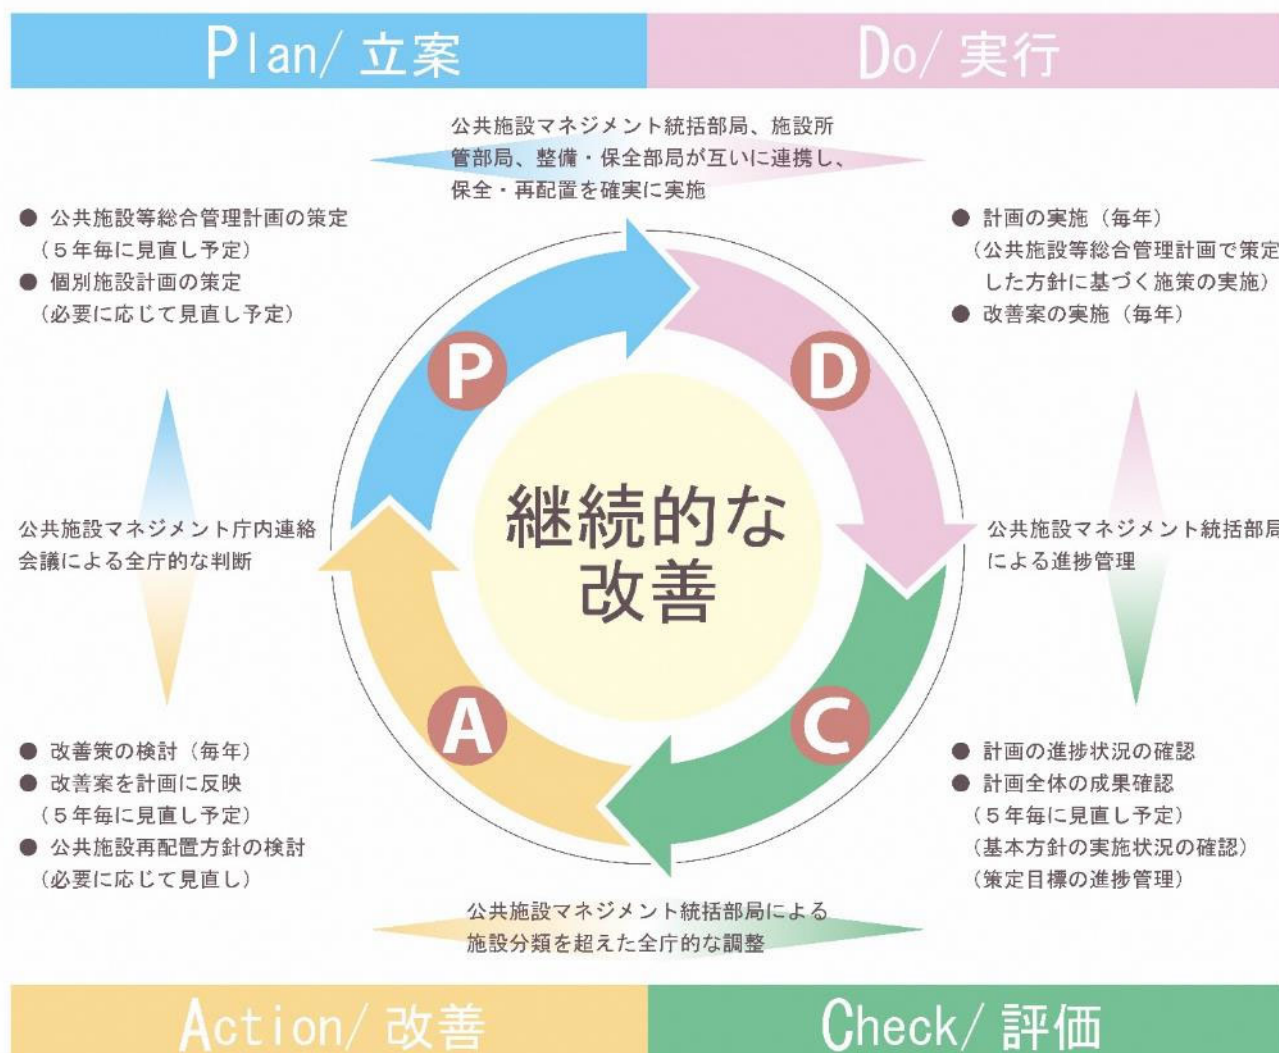 Plan/ 立案
Do/ 実行
公共施設マネジメント統括部局、施設所
管部局、整備・保全部局が互いに連携し、
保全・再配置を確実に実施
● 公共施設等総合管理計画の策定
（５年毎に見直し予定）
● 個別施設計画の策定
（必要に応じて見直し予定）
● 計画の実施（毎年）
（公共施設等総合管理計画で策定
した方針に基づく施策の実施）
● 改善案の実施（毎年）
P
D
継続的な
改善
公共施設マネジメント庁内連絡
会議による全庁的な判断
公共施設マネジメント統括部局
による進捗管理
A
C
● 改善策の検討（毎年）
● 改善案を計画に反映
（５年毎に見直し予定）
● 公共施設再配置方針の検討
（必要に応じて見直し）
● 計画の進捗状況の確認
● 計画全体の成果確認
（５年毎に見直し予定）
（基本方針の実施状況の確認）
（策定目標の進捗管理）
公共施設マネジメント統括部局による
施設分類を超えた全庁的な調整
Action/ 改善
Check/ 評価